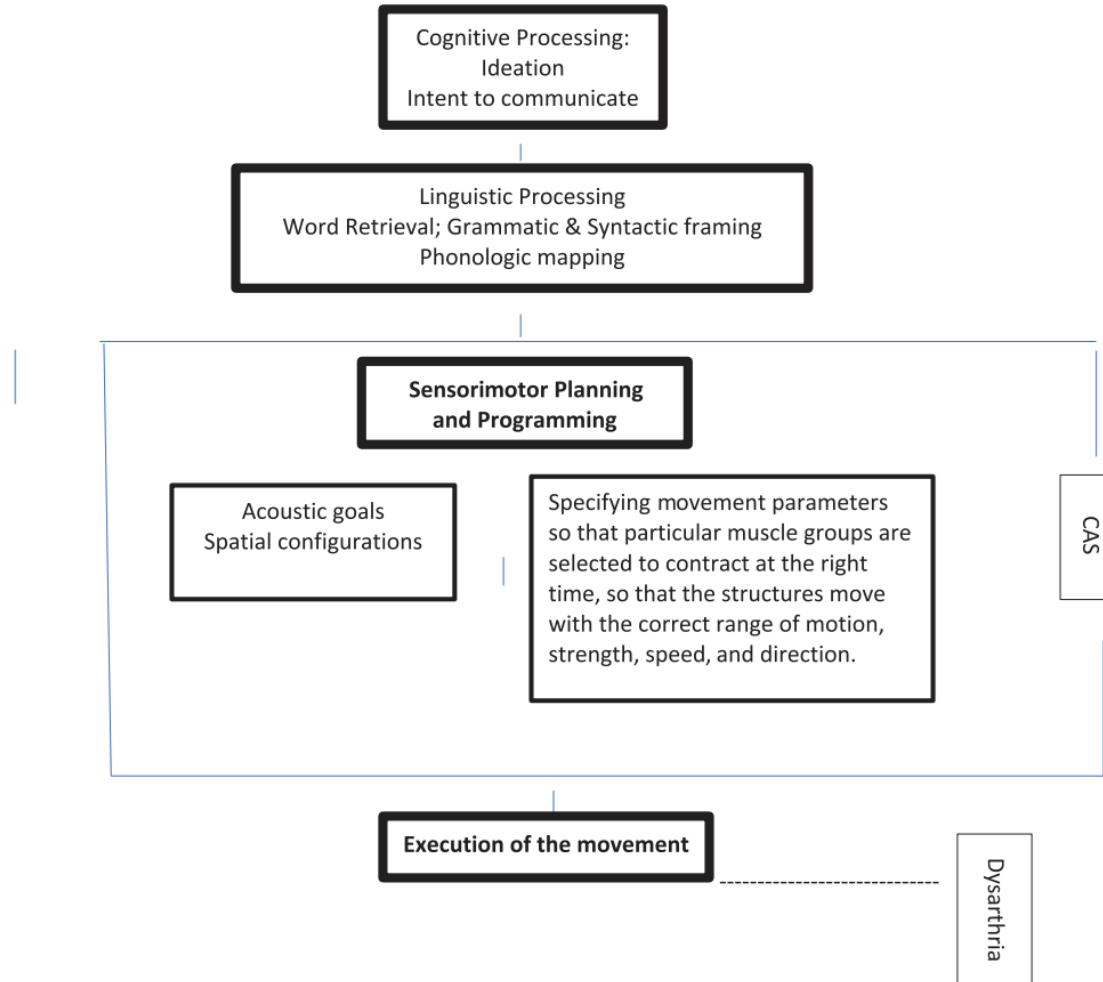 Cognitive Processing:
Ideation
Intent to communicate
Linguistic Processing
Word Retrieval; Grammatic & Syntactic framing
Phonologic mapping
Sensorimotor Planning
and Programming
Acoustic goals
Spatial configurations
Specifying movement parameters
so that particular muscle groups are
selected to contract at the right
time, so that the structures move
with the correct range of motion,
strength, speed, and direction.
CAS
Execution of the movement
Dysarthria